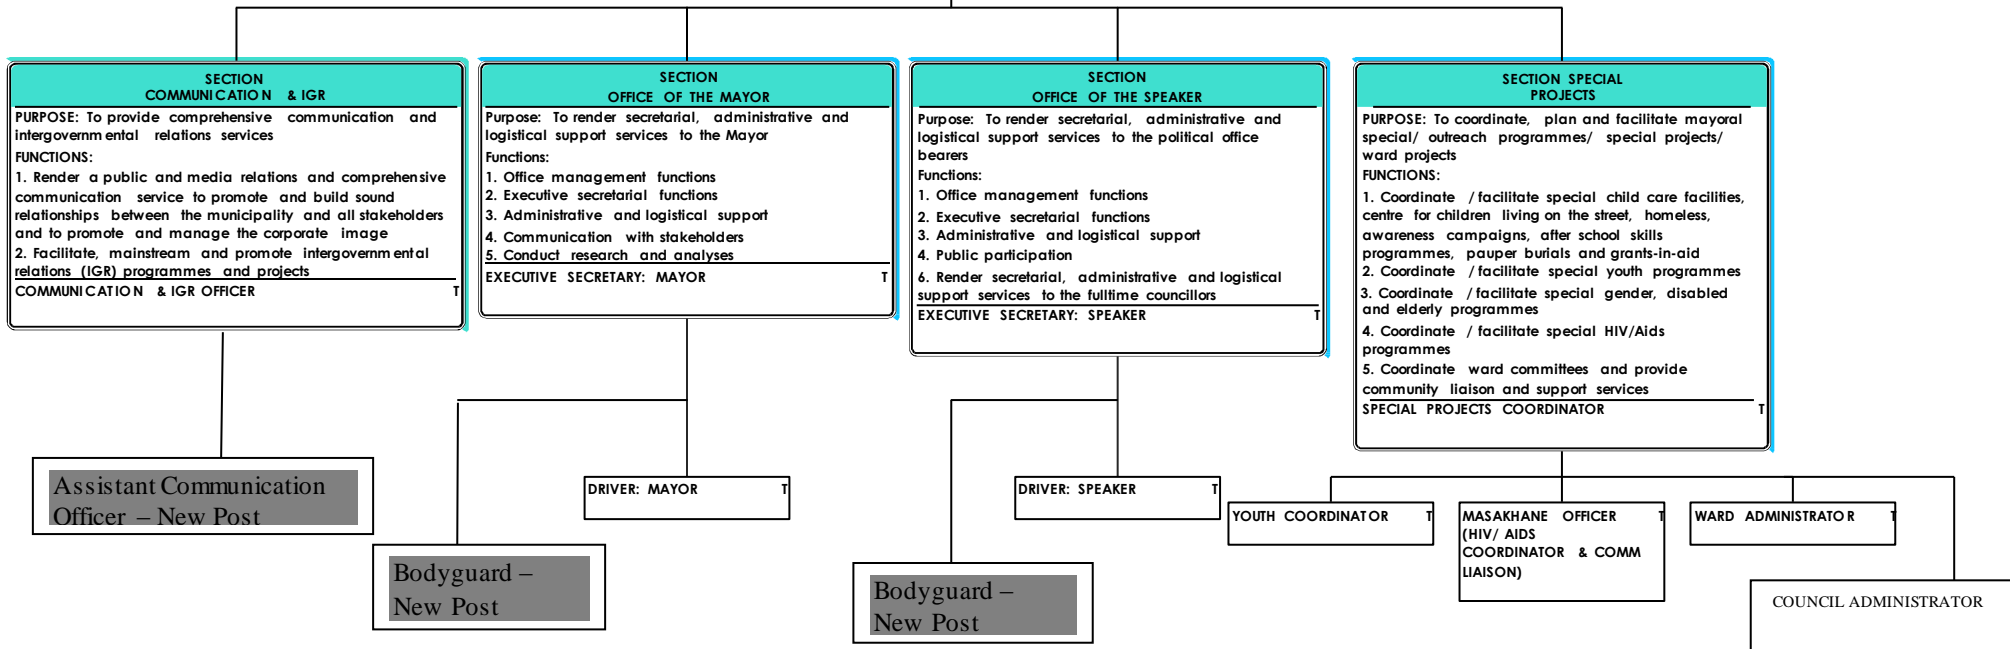 SECTION
COMMUNICATION & IGR
PURPOSE: To provide comprehensive communication and
intergovernmental relations services
FUNCTIONS:
1. Render a public and media relations and comprehensive
communication service to promote and build sound
relationships between the municipality and all stakeholders
and to promote and manage the corporate image
2. Facilitate, mainstream and promote intergovernmental
relations (IGR) programmes and projects
COMMUNICATION & IGR OFFICER T
Assistant Communication
Officer – New Post
SECTION
OFFICE OF THE MAYOR
Purpose: To render secretarial, administrative and
logistical support services to the Mayor
Functions:
1. Office management functions
2. Executive secretarial functions
3. Administrative and logistical support
4. Communication with stakeholders
5. Conduct research and analyses
EXECUTIVE SECRETARY: MAYOR T
DRIVER: MAYOR T
Bodyguard –
New Post
SECTION
OFFICE OF THE SPEAKER
Purpose: To render secretarial, administrative and
logistical support services to the political office
bearers
Functions:
1. Office management functions
2. Executive secretarial functions
3. Administrative and logistical support
4. Public participation
6. Render secretarial, administrative and logistical
support services to the fulltime councillors
EXECUTIVE SECRETARY: SPEAKER T
DRIVER: SPEAKER T
Bodyguard –
New Post
SECTION SPECIAL
PROJECTS
PURPOSE: To coordinate, plan and facilitate mayoral
special/ outreach programmes/ special projects/
ward projects
FUNCTIONS:
1. Coordinate / facilitate special child care facilities,
centre for children living on the street, homeless,
awareness campaigns, after school skills
programmes, pauper burials and grants-in-aid
2. Coordinate / facilitate special youth programmes
3. Coordinate / facilitate special gender, disabled
and elderly programmes
4. Coordinate / facilitate special HIV/Aids
programmes
5. Coordinate ward committees and provide
community liaison and support services
SPECIAL PROJECTS COORDINATOR T
YOUTH COORDINATOR T
MASAKHANE OFFICER T
(HIV/ AIDS
COORDINATOR & COMM
LIAISON)
WARD ADMINISTRATOR T
COUNCIL ADMINISTRATOR